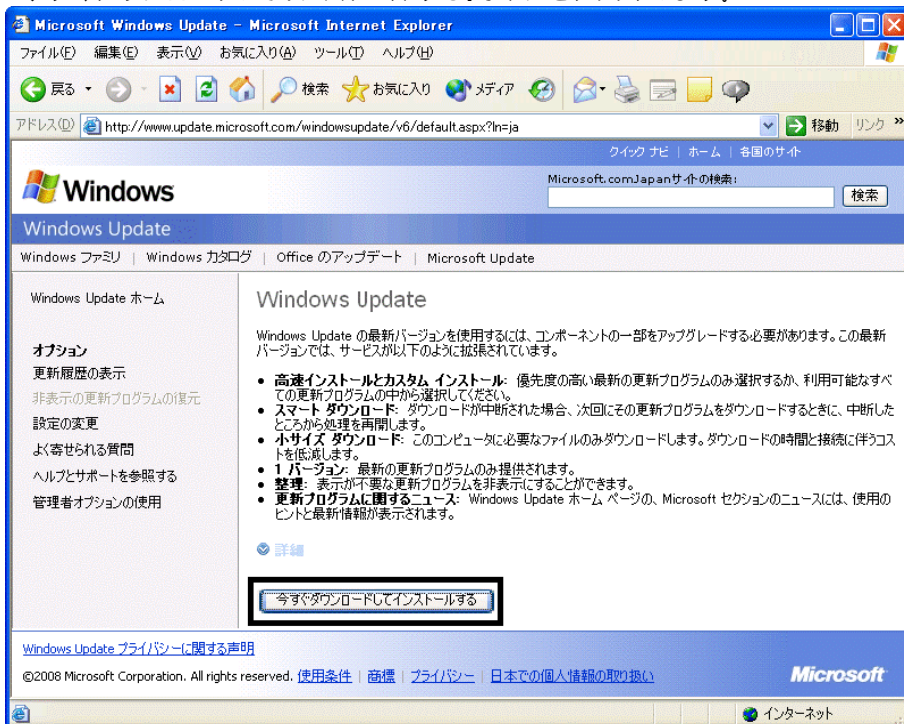 Microsoft Windows Update - Microsoft Internet Explorer
ファイル(F) 編集(E) 表示(V) お気に入り(A) ツール(T) ヘルプ(H)
戻る 検索 お気に入り メディア
アドレス(D) http://www.update.microsoft.com/windowsupdate/v6/default.aspx?ln=ja 移動 リンク »
クイック ナビ | ホーム | 各国のサイト
Windows
Microsoft.comJapanサイトの検索:
検索
Windows Update
Windows ファミリ | Windows カタログ | Office のアップデート | Microsoft Update
Windows Update ホーム
オプション
更新履歴の表示
非表示の更新プログラムの復元
設定の変更
よく寄せられる質問
ヘルプとサポートを参照する
管理者オプションの使用
Windows Update
Windows Update の最新バージョンを使用するには、コンポーネントの一部をアップグレードする必要があります。この最新
バージョンでは、サービスが以下のように拡張されています。
• 高速インストールとカスタム インストール: 優先度の高い最新の更新プログラムのみ選択するか、利用可能なすべ
ての更新プログラムの中から選択してください。
• スマート ダウンロード: ダウンロードが中断された場合、次回にその更新プログラムをダウンロードするときに、中断した
ところから処理を再開します。
• 小サイズ ダウンロード: このコンピュータに必要なファイルのみダウンロードします。ダウンロードの時間と接続に伴うコス
トを低減します。
• 1 バージョン: 最新の更新プログラムのみ提供されます。
• 整理: 表示が不要な更新プログラムを非表示にすることができます。
• 更新プログラムに関するニュース: Windows Update ホーム ページの、Microsoft セクションのニュースには、使用の
ヒントと最新情報が表示されます。
詳細
今すぐダウンロードしてインストールする
Windows Update プライバシーに関する声明
©2008 Microsoft Corporation. All rights reserved. 使用条件 | 商標 | プライバシー | 日本での個人情報の取り扱い
Microsoft
インターネット